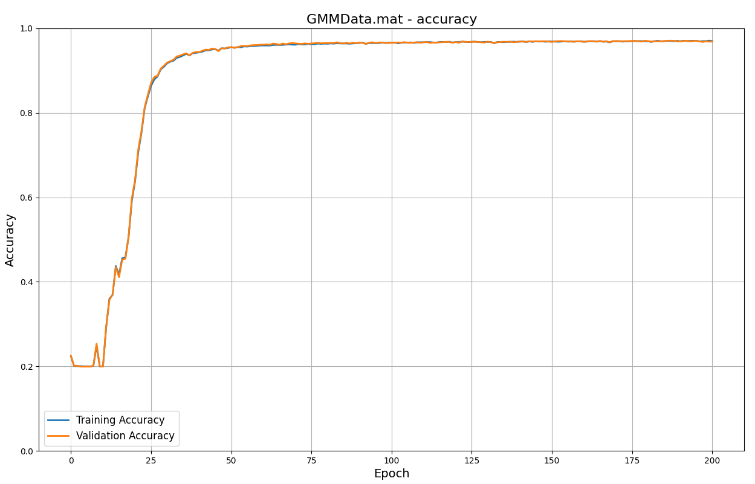 GMMData.mat - accuracy
1.0
0.8
0.6
0.4
0.2
0.0
Accuracy
Training Accuracy
Validation Accuracy
0 25 50 75 100 125 150 175 200
Epoch